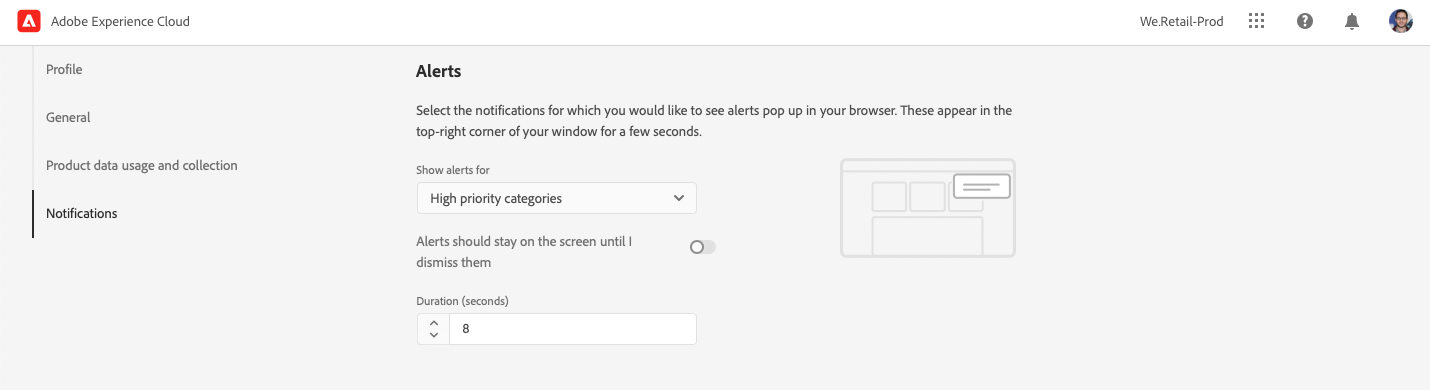 Adobe Experience Cloud
We.Retail-Prod
Profile
General
Product data usage and collection
Notifications
Alerts
Select the notifications for which you would like to see alerts pop up in your browser. These appear in the
top-right corner of your window for a few seconds.
Show alerts for
High priority categories
Alerts should stay on the screen until I
dismiss them
Duration (seconds)
8